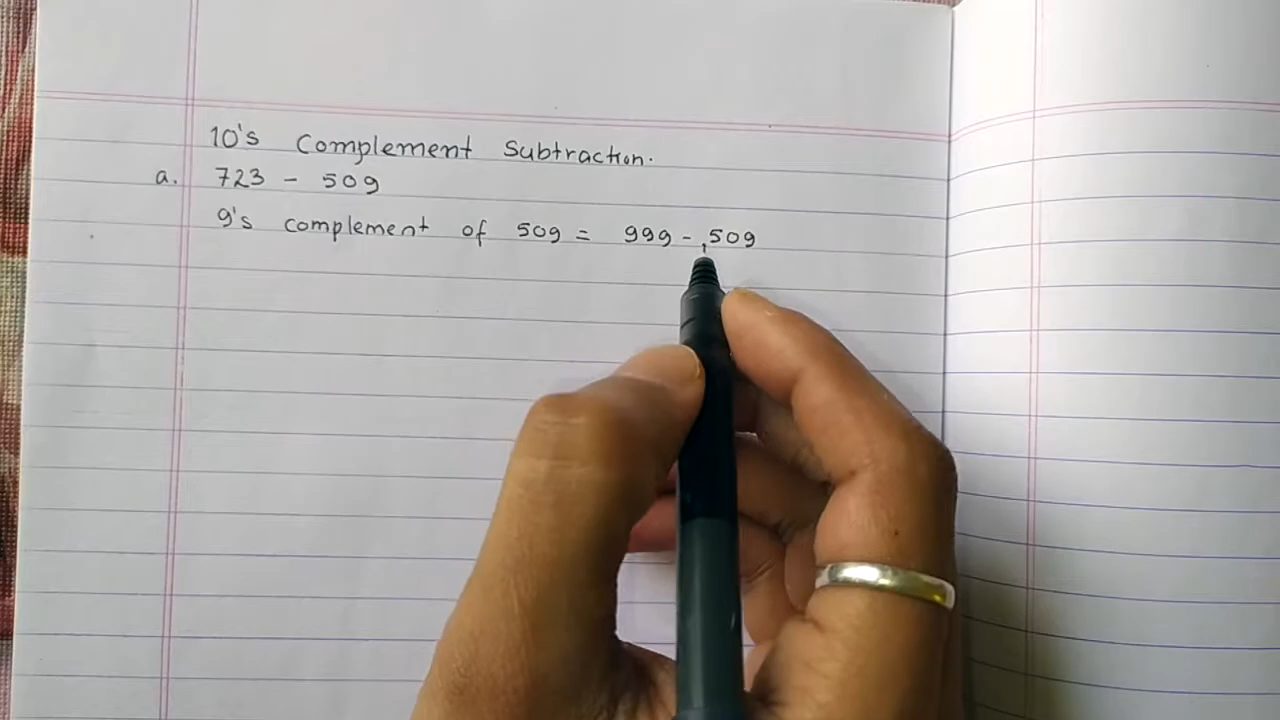 10's Complement Subtraction.
a. 723 - 509
9's complement of 509 = 999 - 509